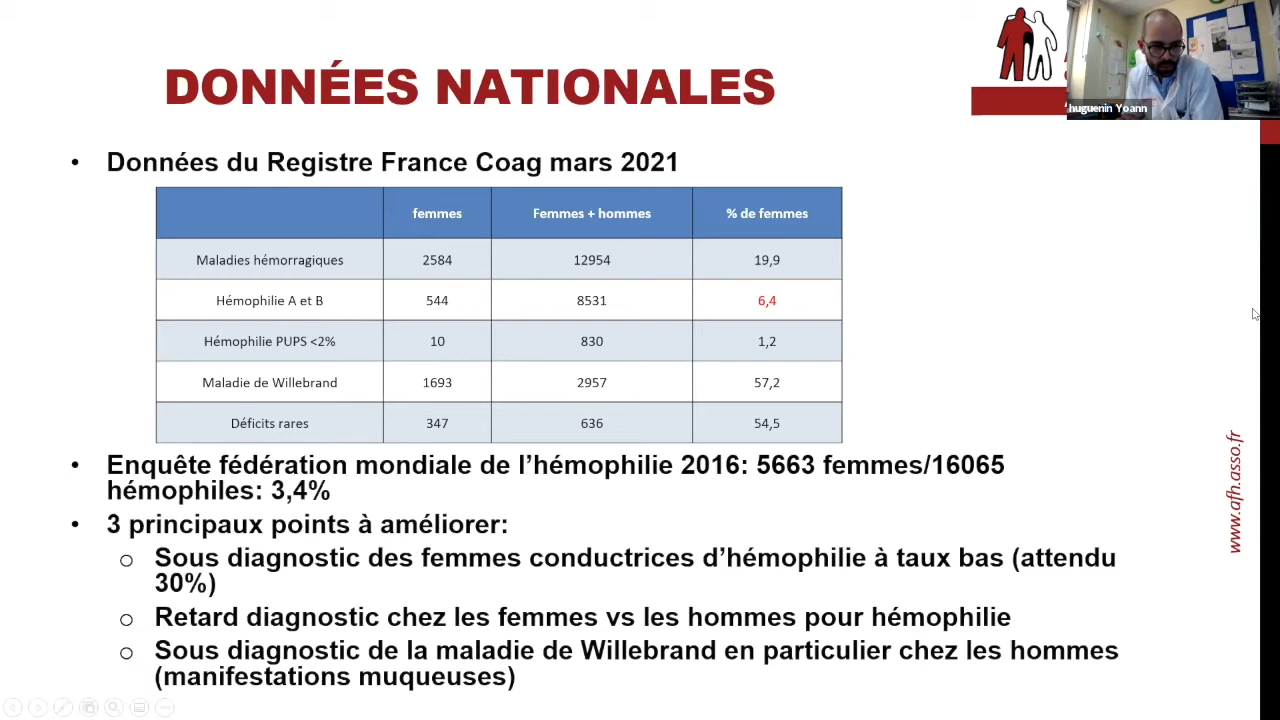 DONNÉES NATIONALES
huguenin Yoann
• Données du Registre France Coag mars 2021
femmes Femmes + hommes % de femmes
Maladies hémorragiques 2584 12954 19,9
Hémophilie A et B 544 8531 6,4
Hémophilie PUPS <2% 10 830 1,2
Maladie de Willebrand 1693 2957 57,2
Déficits rares 347 636 54,5
• Enquête fédération mondiale de l’hémophilie 2016: 5663 femmes/16065
hémophiles: 3,4%
• 3 principaux points à améliorer:
o Sous diagnostic des femmes conductrices d’hémophilie à taux bas (attendu
30%)
o Retard diagnostic chez les femmes vs les hommes pour hémophilie
o Sous diagnostic de la maladie de Willebrand en particulier chez les hommes
(manifestations muqueuses)
www.afh.asso.fr